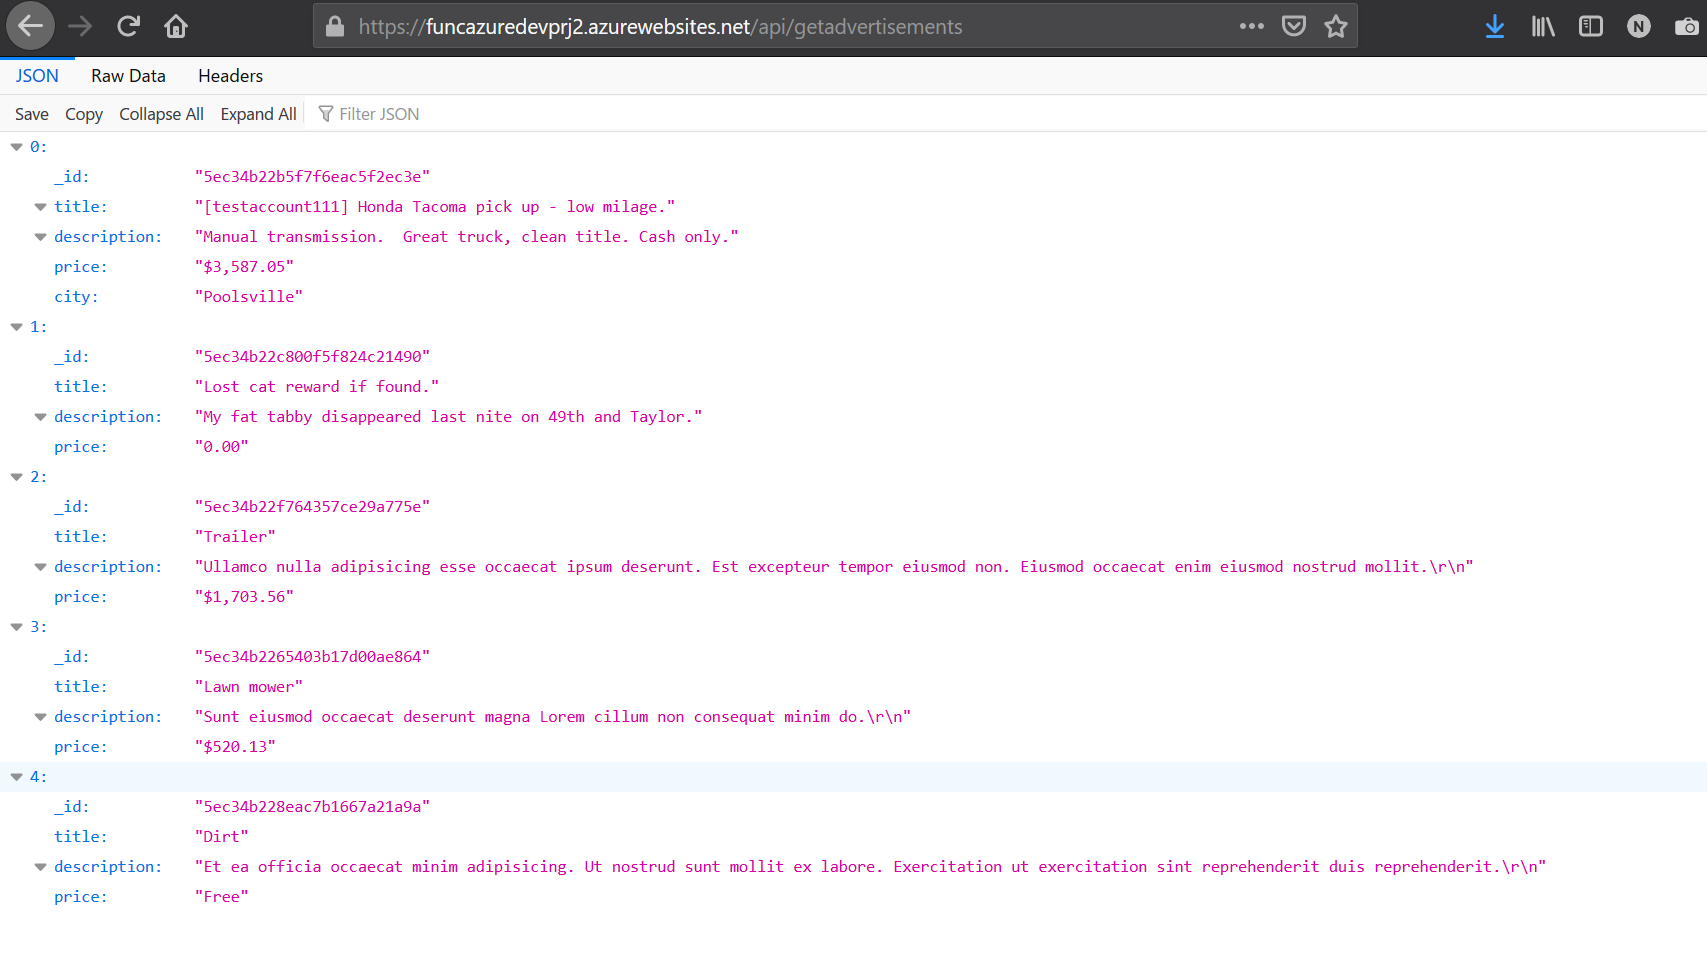 https://funcazuredevprj2.azurewebsites.net/api/getadvertisements
N
JSON Raw Data Headers
Save Copy Collapse All Expand All Filter JSON
0:
_id: "5ec34b22b5f7f6eac5f2ec3e"
title: "[testaccount111] Honda Tacoma pick up - low milage."
description: "Manual transmission.  Great truck, clean title. Cash only."
price: "$3,587.05"
city: "Poolsville"
1:
_id: "5ec34b22c800f5f824c21490"
title: "Lost cat reward if found."
description: "My fat tabby disappeared last nite on 49th and Taylor."
price: "0.00"
2:
_id: "5ec34b22f764357ce29a775e"
title: "Trailer"
description: "Ullamco nulla adipisicing esse occaecat ipsum deserunt. Est excepteur tempor eiusmod non. Eiusmod occaecat enim eiusmod nostrud mollit.\r\n"
price: "$1,703.56"
3:
_id: "5ec34b2265403b17d00ae864"
title: "Lawn mower"
description: "Sunt eiusmod occaecat deserunt magna Lorem cillum non consequat minim do.\r\n"
price: "$520.13"
4:
_id: "5ec34b228eac7b1667a21a9a"
title: "Dirt"
description: "Et ea officia occaecat minim adipisicing. Ut nostrud sunt mollit ex labore. Exercitation ut exercitation sint reprehenderit duis reprehenderit.\r\n"
price: "Free"